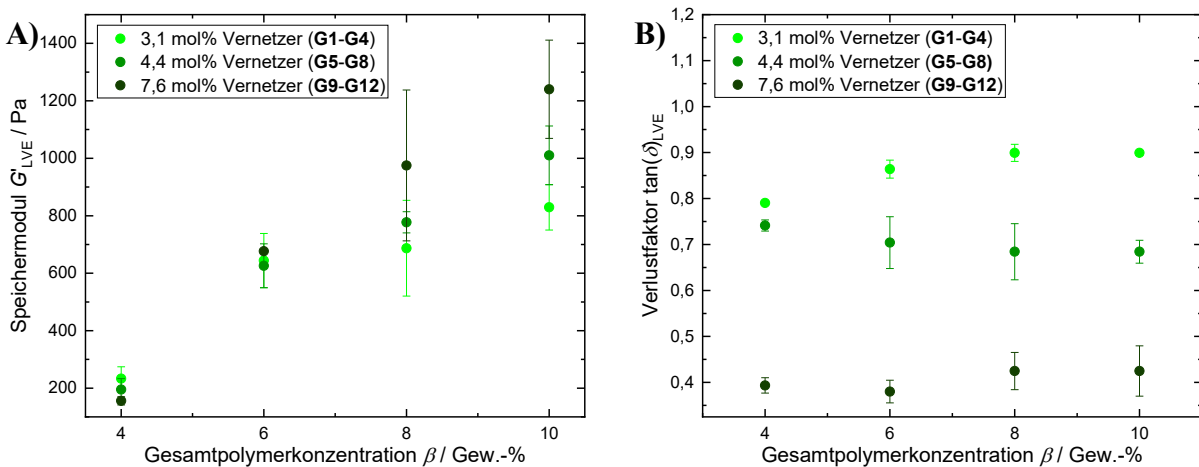 A)
3,1 mol% Vernetzer (G1-G4)
4,4 mol% Vernetzer (G5-G8)
7,6 mol% Vernetzer (G9-G12)
Speichermodul G'LVE / Pa
1400
1200
1000
800
600
400
200
4 6 8 10
Gesamtpolymerkonzentration β / Gew.-%
B)
3,1 mol% Vernetzer (G1-G4)
4,4 mol% Vernetzer (G5-G8)
7,6 mol% Vernetzer (G9-G12)
Verlustfaktor tan(δ)LVE
1,2
1,1
1,0
0,9
0,8
0,7
0,6
0,5
0,4
4 6 8 10
Gesamtpolymerkonzentration β / Gew.-%